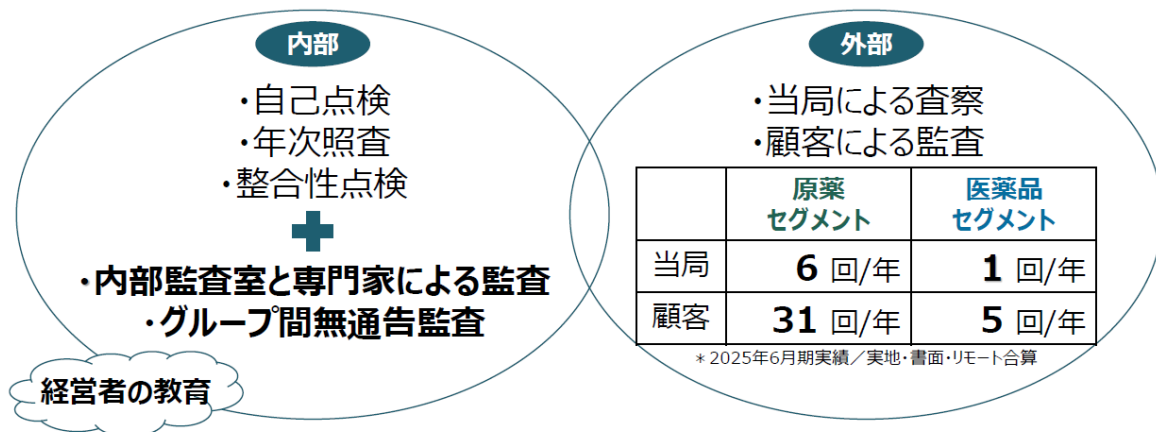 内部
・自己点検
・年次照査
・整合性点検
・内部監査室と専門家による監査
・グループ間無通告監査
経営者の教育
外部
・当局による査察
・顧客による監査
原薬
セグメント
医薬品
セグメント
当局 6 回/年 1 回/年
顧客 31 回/年 5 回/年
＊2025年6月期実績／実地・書面・リモート合算